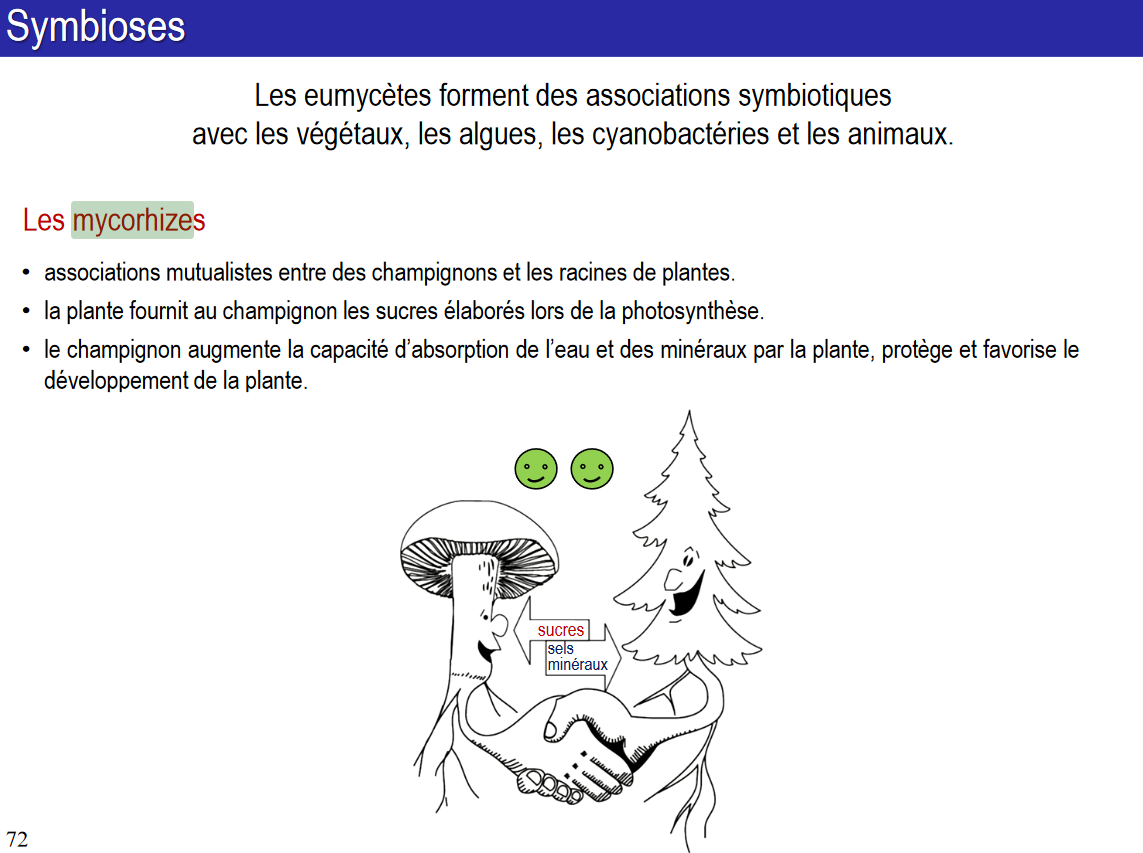 Symbioses
Les eumycètes forment des associations symbiotiques
avec les végétaux, les algues, les cyanobactéries et les animaux.
Les mycorhizes
• associations mutualistes entre des champignons et les racines de plantes.
• la plante fournit au champignon les sucres élaborés lors de la photosynthèse.
• le champignon augmente la capacité d’absorption de l’eau et des minéraux par la plante, protège et favorise le
développement de la plante.
sucres
sels
minéraux
72